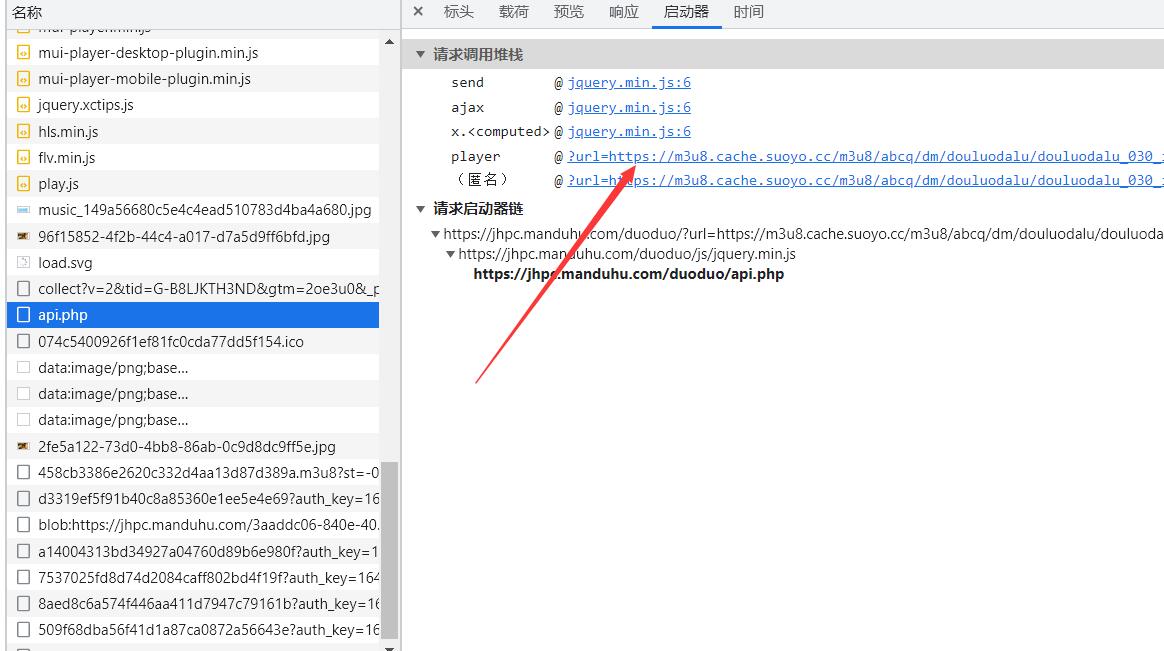 名称
mui-player.min.js
mui-player-desktop-plugin.min.js
mui-player-mobile-plugin.min.js
jquery.xctips.js
hls.min.js
flv.min.js
play.js
music_149a56680c5e4c4ead510783d4ba4a680.jpg
96f15852-4f2b-44c4-a017-d7a5d9ff6bfd.jpg
load.svg
collect?v=2&tid=G-B8LJKTH3ND&gtm=2oe3u0&_p
api.php
074c5400926f1ef81fc0cda77dd5f154.ico
data:image/png;base…
data:image/png;base…
data:image/png;base…
2fe5a122-73d0-4bb8-86ab-0c9d8dc9ff5e.jpg
458cb3386e2620c332d4aa13d87d389a.m3u8?st=-0
d3319ef5f91b40c8a85360e1ee5e4e69?auth_key=16
blob:https://jhpc.manduhu.com/3aaddc06-840e-40.
a14004313bd34927a04760d89b6e980f?auth_key=1
7537025fd8d74d2084caff802bd4f19f?auth_key=164
8aed8c6a574f446aa411d7947c79161b?auth_key=16
509f68dba56f41d1a87ca0872a56643e?auth_key=16
× 标头 载荷 预览 响应 启动器 时间
请求调用堆栈
send @ jquery.min.js:6
ajax @ jquery.min.js:6
x.<computed> @ jquery.min.js:6
player @ ?url=https://m3u8.cache.suoyo.cc/m3u8/abcq/dm/douluodalu/douluodalu_030_
（匿名） @ ?url=https://m3u8.cache.suoyo.cc/m3u8/abcq/dm/douluodalu/douluodalu_030_
请求启动器链
https://jhpc.manduhu.com/duoduo/?url=https://m3u8.cache.suoyo.cc/m3u8/abcq/dm/douluodalu/douluoda
https://jhpc.manduhu.com/duoduo/js/jquery.min.js
https://jhpc.manduhu.com/duoduo/api.php